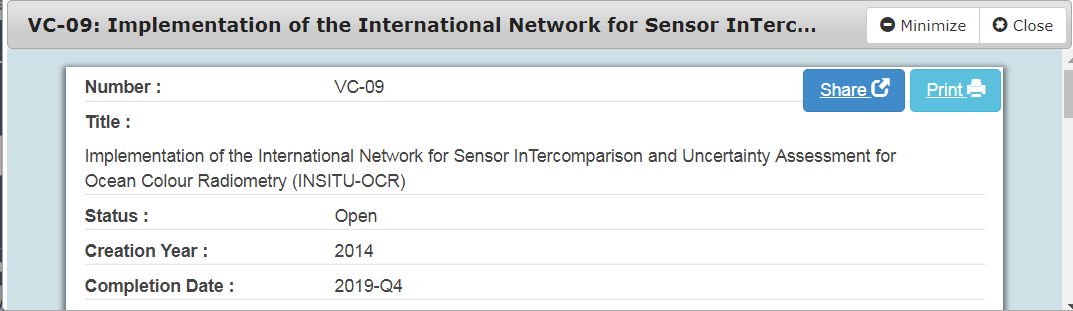 VC-09: Implementation of the International Network for Sensor InTerc...
Minimize
Close
Number : VC-09
Share
Print
Title :
Implementation of the International Network for Sensor InTercomparison and Uncertainty Assessment for
Ocean Colour Radiometry (INSITU-OCR)
Status : Open
Creation Year : 2014
Completion Date : 2019-Q4